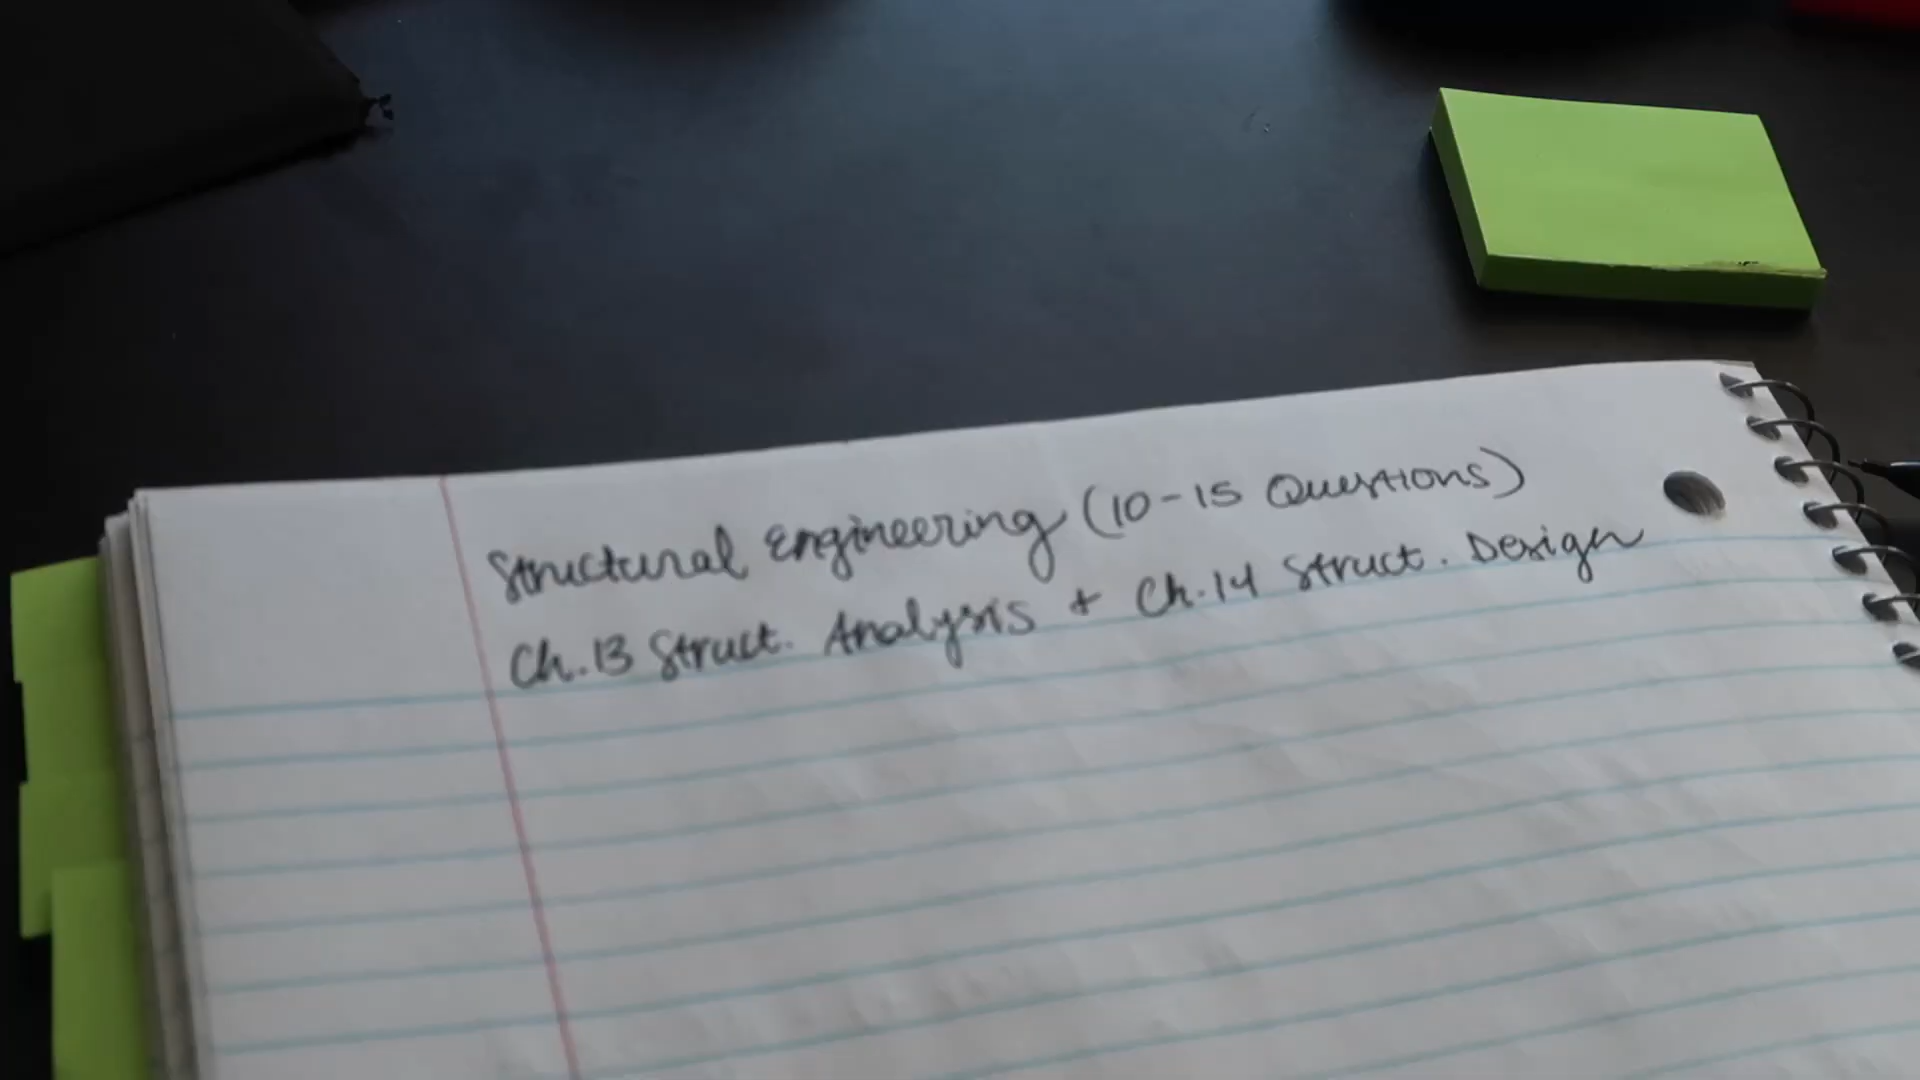 Structural Engineering (10-15 Questions)
Ch.13 Struct. Analysis + Ch.14 Struct. Design